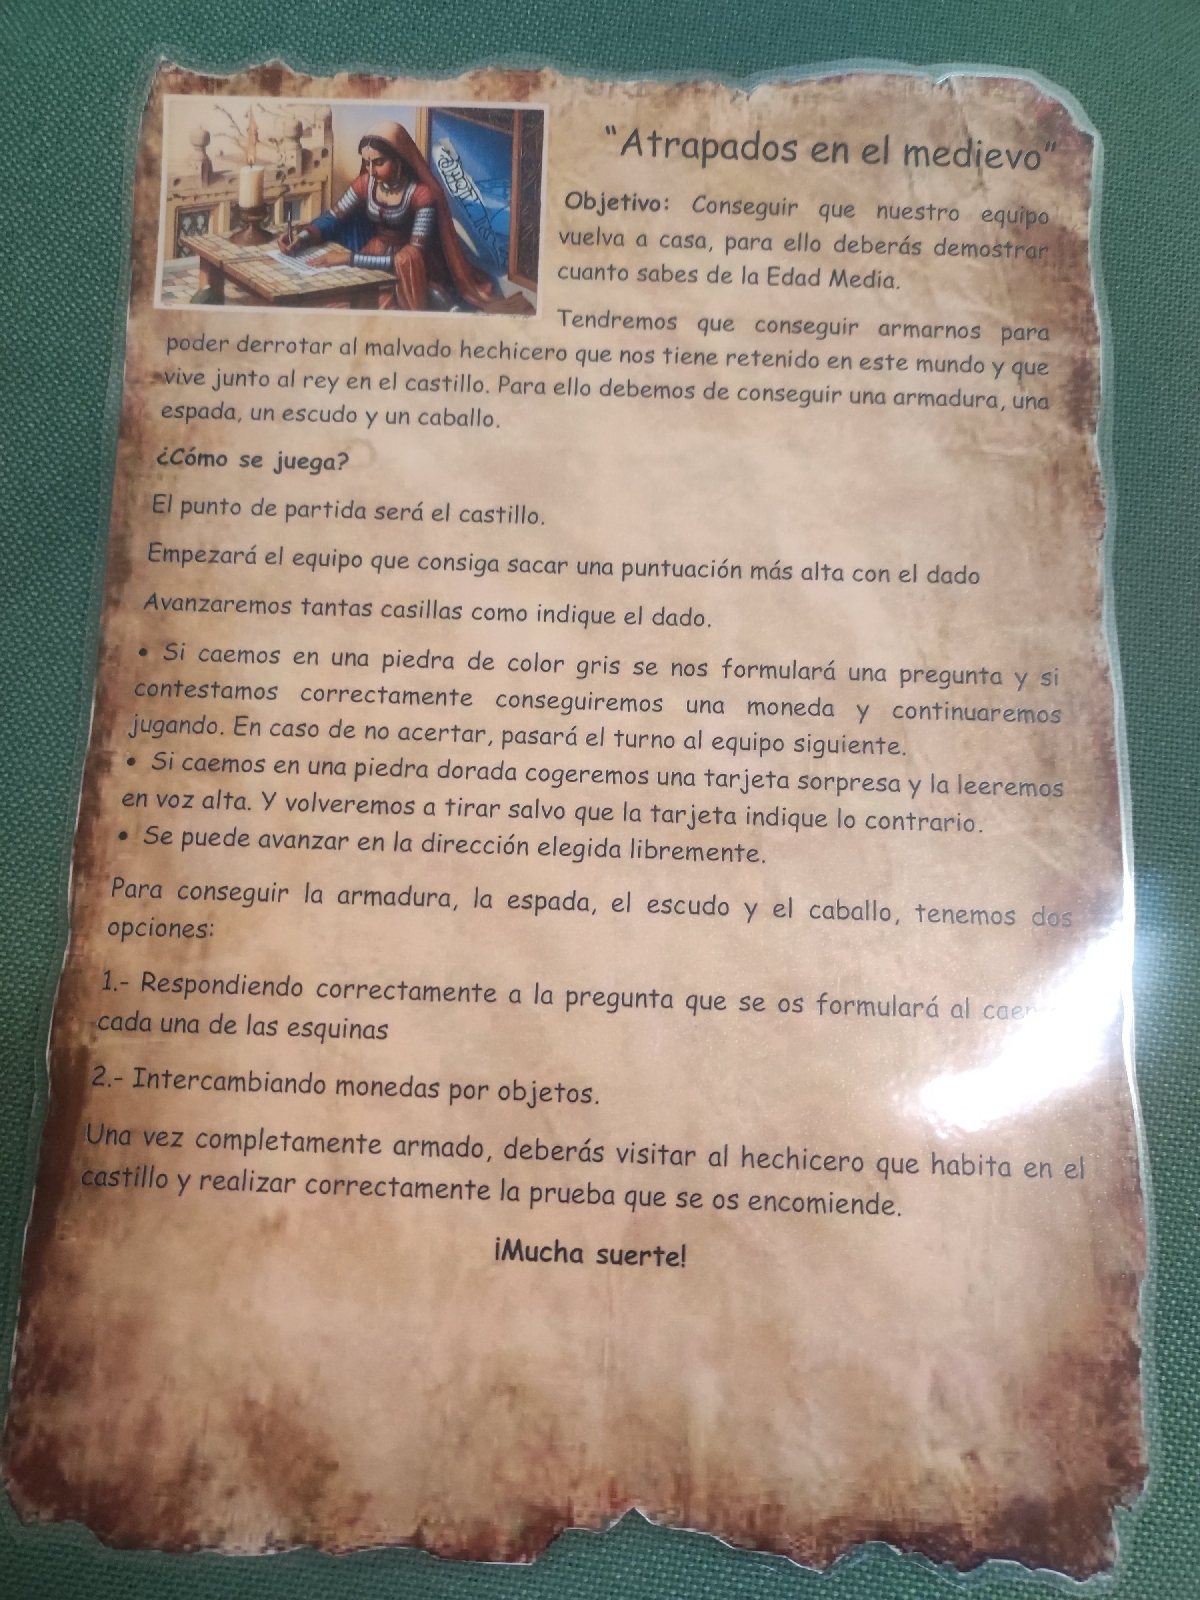 "Atrapados en el medievo"
Objetivo: Conseguir que nuestro equipo
vuelva a casa, para ello deberás demostrar
cuanto sabes de la Edad Media.
Tendremos que conseguir armarnos para
poder derrotar al malvado hechicero que nos tiene retenido en este mundo y que
vive junto al rey en el castillo. Para ello debemos de conseguir una armadura, una
espada, un escudo y un caballo.
¿Cómo se juega?
El punto de partida será el castillo.
Empezará el equipo que consiga sacar una puntuación más alta con el dado
Avanzaremos tantas casillas como indique el dado.
• Si caemos en una piedra de color gris se nos formulará una pregunta y si
contestamos correctamente conseguiremos una moneda y continuaremos
jugando. En caso de no acertar, pasará el turno al equipo siguiente.
• Si caemos en una piedra dorada cogeremos una tarjeta sorpresa y la leeremos
en voz alta. Y volveremos a tirar salvo que la tarjeta indique lo contrario.
• Se puede avanzar en la dirección elegida libremente.
Para conseguir la armadura, la espada, el escudo y el caballo, tenemos dos
opciones:
1.- Respondiendo correctamente a la pregunta que se os formulará al
cada una de las esquinas
2.- Intercambiando monedas por objetos.
Una vez completamente armado, deberás visitar al hechicero que habita en el
castillo y realizar correctamente la prueba que se os encomiende.
¡Mucha suerte!